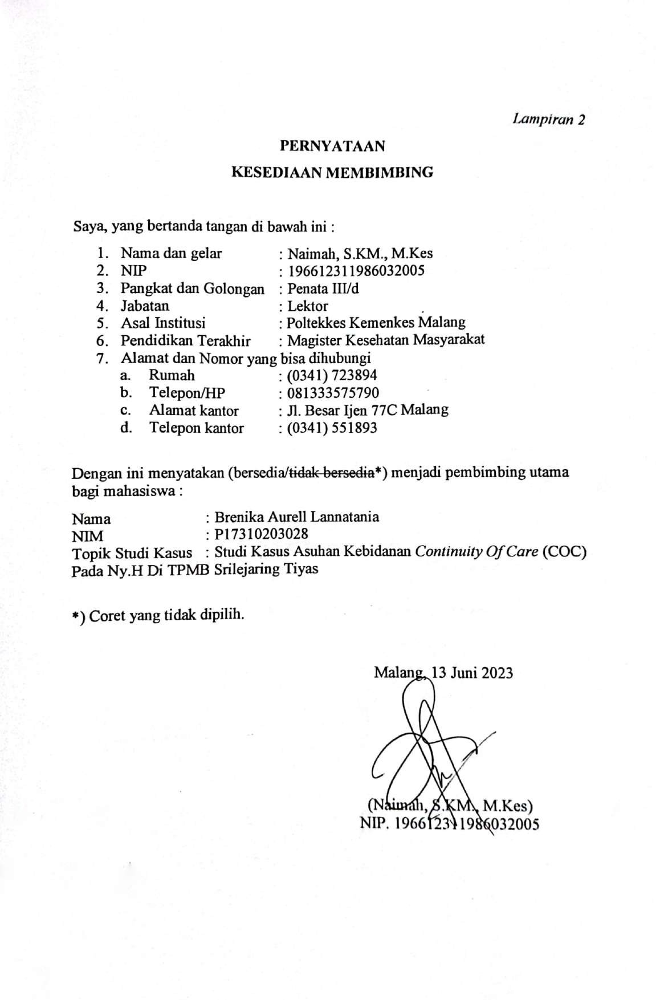 Lampiran 2
PERNYATAAN
KESEDIAAN MEMBIMBING
Saya, yang bertanda tangan di bawah ini :
1. Nama dan gelar : Naimah, S.KM., M.Kes
2. NIP : 196612311986032005
3. Pangkat dan Golongan : Penata III/d
4. Jabatan : Lektor
5. Asal Institusi : Poltekkes Kemenkes Malang
6. Pendidikan Terakhir : Magister Kesehatan Masyarakat
7. Alamat dan Nomor yang bisa dihubungi
a. Rumah : (0341) 723894
b. Telepon/HP : 081333575790
c. Alamat kantor : Jl. Besar Ijen 77C Malang
d. Telepon kantor : (0341) 551893
Dengan ini menyatakan (bersedia/tidak bersedia*) menjadi pembimbing utama
bagi mahasiswa :
Nama : Brenika Aurell Lannatania
NIM : P17310203028
Topik Studi Kasus : Studi Kasus Asuhan Kebidanan Continuity Of Care (COC)
Pada Ny.H Di TPMB Srilejaring Tiyas
*) Coret yang tidak dipilih.
Malang, 13 Juni 2023
(Naimah, S.KM., M.Kes)
NIP. 196612311986032005